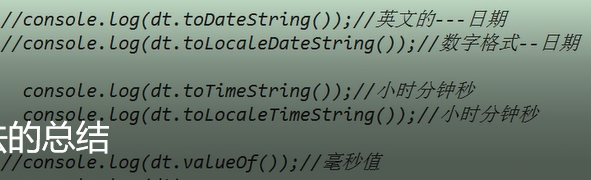 //console.log(dt.toDateString());//英文的---日期
//console.log(dt.toLocaleDateString());//数字格式--日期
console.log(dt.toTimeString());//小时分钟秒
console.log(dt.toLocaleTimeString());//小时分钟秒
法的总结
//console.log(dt.valueOf());//毫秒值